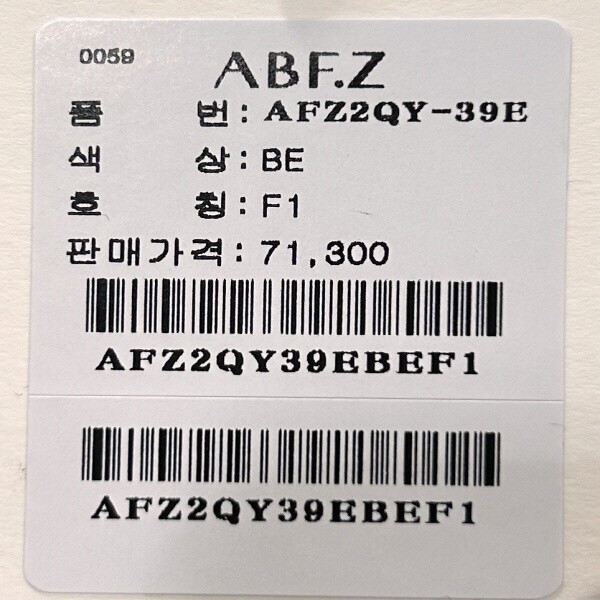 0059
ABF.Z
품 번: AFZ2QY-39E
색 상: BE
호 칭: F1
판매가격: 71,300
AFZ2QY39EBEF1
AFZ2QY39EBEF1